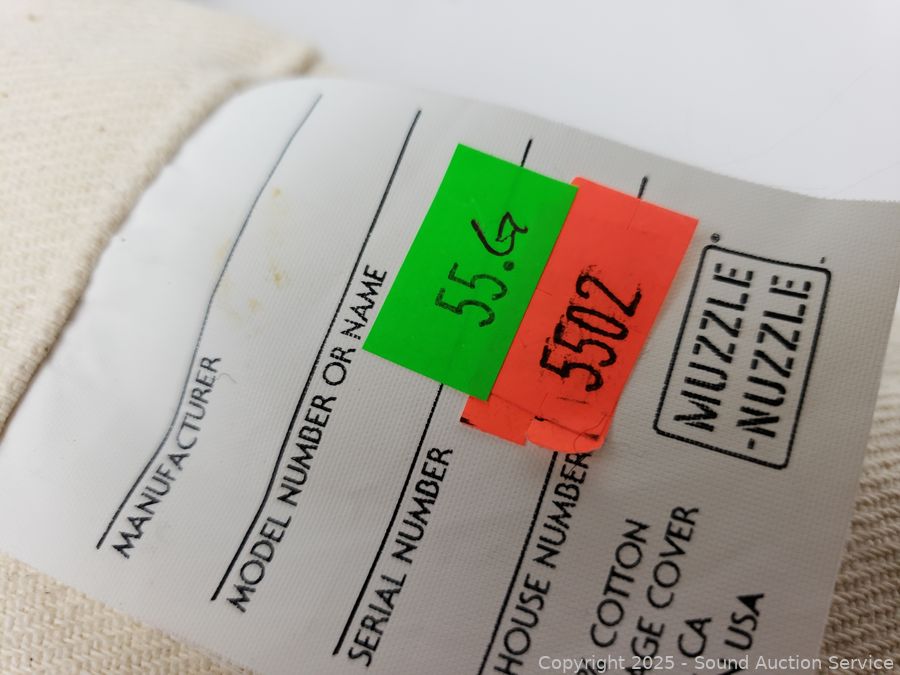 MANUFACTURER
MODEL NUMBER OR NAME
SERIAL NUMBER
HOUSE NUMBER
55.G
5502
MUZZLE
-NUZZLE
COTTON
AGE COVER
CA
USA
Copyright © 2025 - Sound Auction Service